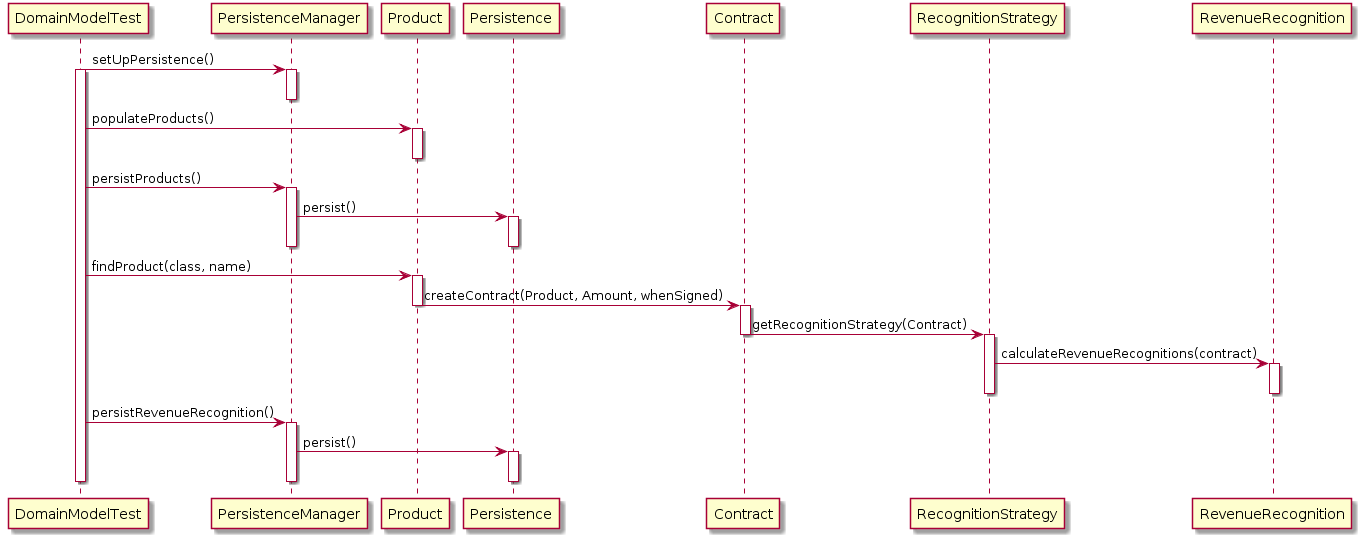 DomainModelTest
PersistenceManager
Product
Persistence
Contract
RecognitionStrategy
RevenueRecognition
setUpPersistence()
populateProducts()
persistProducts()
persist()
findProduct(class, name)
createContract(Product, Amount, whenSigned)
getRecognitionStrategy(Contract)
calculateRevenueRecognitions(contract)
persistRevenueRecognition()
persist()
DomainModelTest
PersistenceManager
Product
Persistence
Contract
RecognitionStrategy
RevenueRecognition